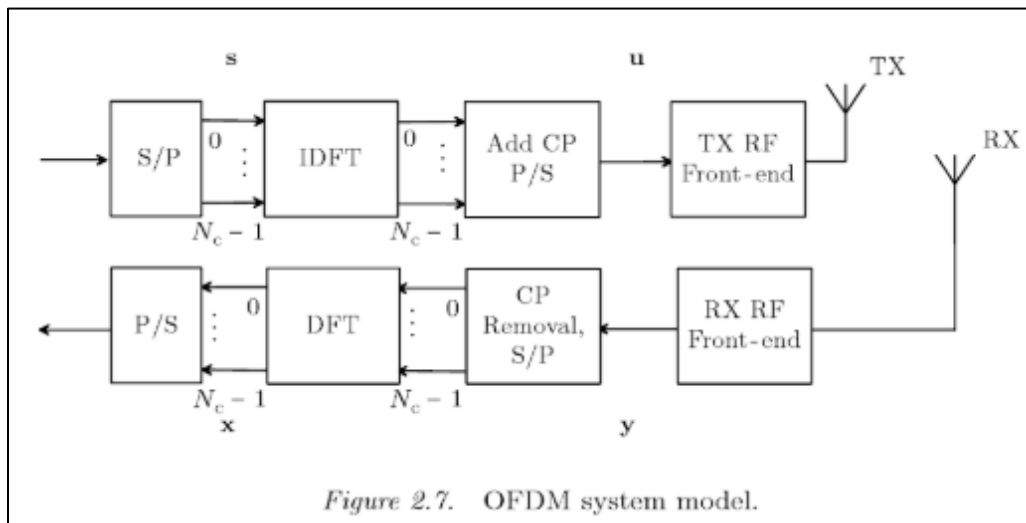 s
u
TX
RX
S/P
0
⋮
N_c − 1
IDFT
0
⋮
N_c − 1
Add CP
P/S
TX RF
Front-end
P/S
0
⋮
N_c − 1
DFT
0
⋮
N_c − 1
CP
Removal,
S/P
RX RF
Front-end
x
y
Figure 2.7. OFDM system model.